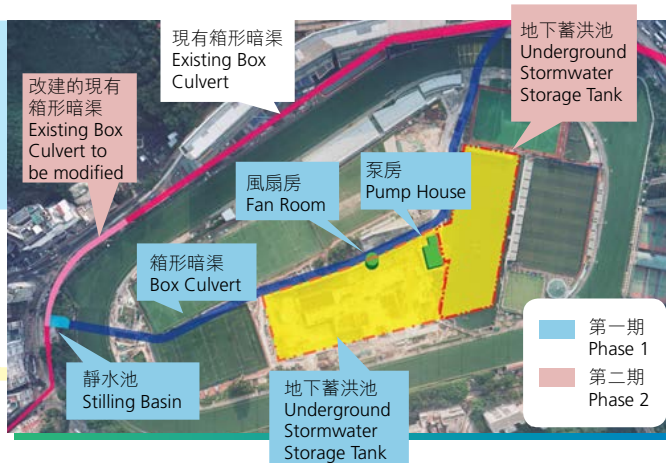 現有箱形暗渠
Existing Box
Culvert
地下蓄洪池
Underground
Stormwater
Storage Tank
改建的現有
箱形暗渠
Existing Box
Culvert to
be modified
風扇房
Fan Room
泵房
Pump House
箱形暗渠
Box Culvert
靜水池
Stilling Basin
地下蓄洪池
Underground
Stormwater
Storage Tank
第一期
Phase 1
第二期
Phase 2